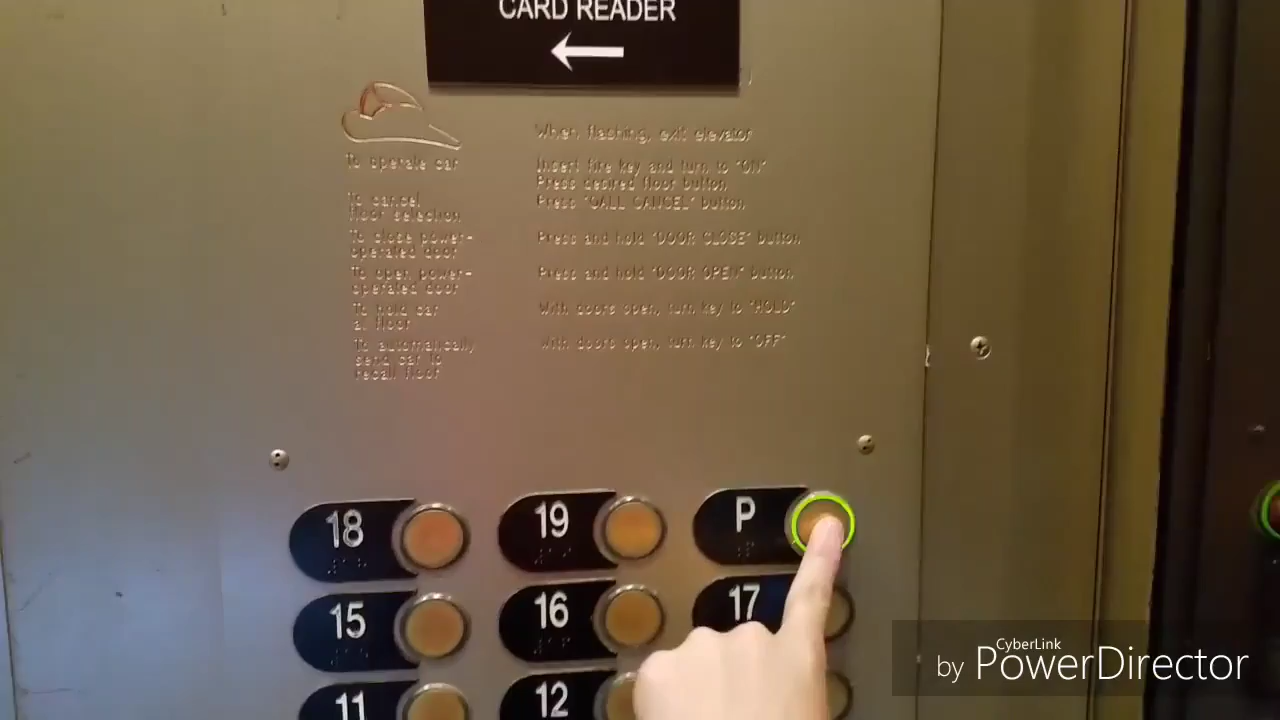 CARD READER
When flashing, exit elevator
To operate car
Insert fire key and turn to "ON"
Press desired floor button
To cancel
floor selection
Press "CALL CANCEL" button
To close power-
operated door
Press and hold "DOOR CLOSE" button
To open power-
operated door
Press and hold "DOOR OPEN" button
To hold car
at floor
With doors open, turn key to "HOLD"
To automatically
send car to
recall floor
With doors open, turn key to "OFF"
18 19 P
15 16 17
11 12
by CyberLink PowerDirector